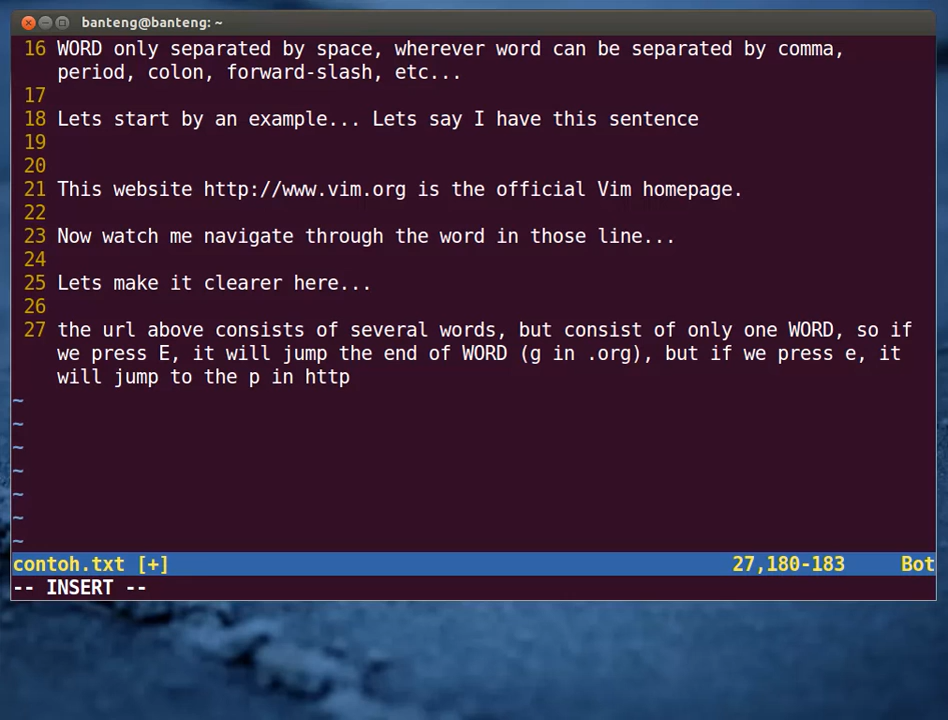 banteng@banteng: ~
16 WORD only separated by space, wherever word can be separated by comma,
period, colon, forward-slash, etc...
17
18 Lets start by an example... Lets say I have this sentence
19
20
21 This website http://www.vim.org is the official Vim homepage.
22
23 Now watch me navigate through the word in those line...
24
25 Lets make it clearer here...
26
27 the url above consists of several words, but consist of only one WORD, so if
we press E, it will jump the end of WORD (g in .org), but if we press e, it
will jump to the p in http
~
~
~
~
~
~
~
contoh.txt [+] 27,180-183 Bot
-- INSERT --